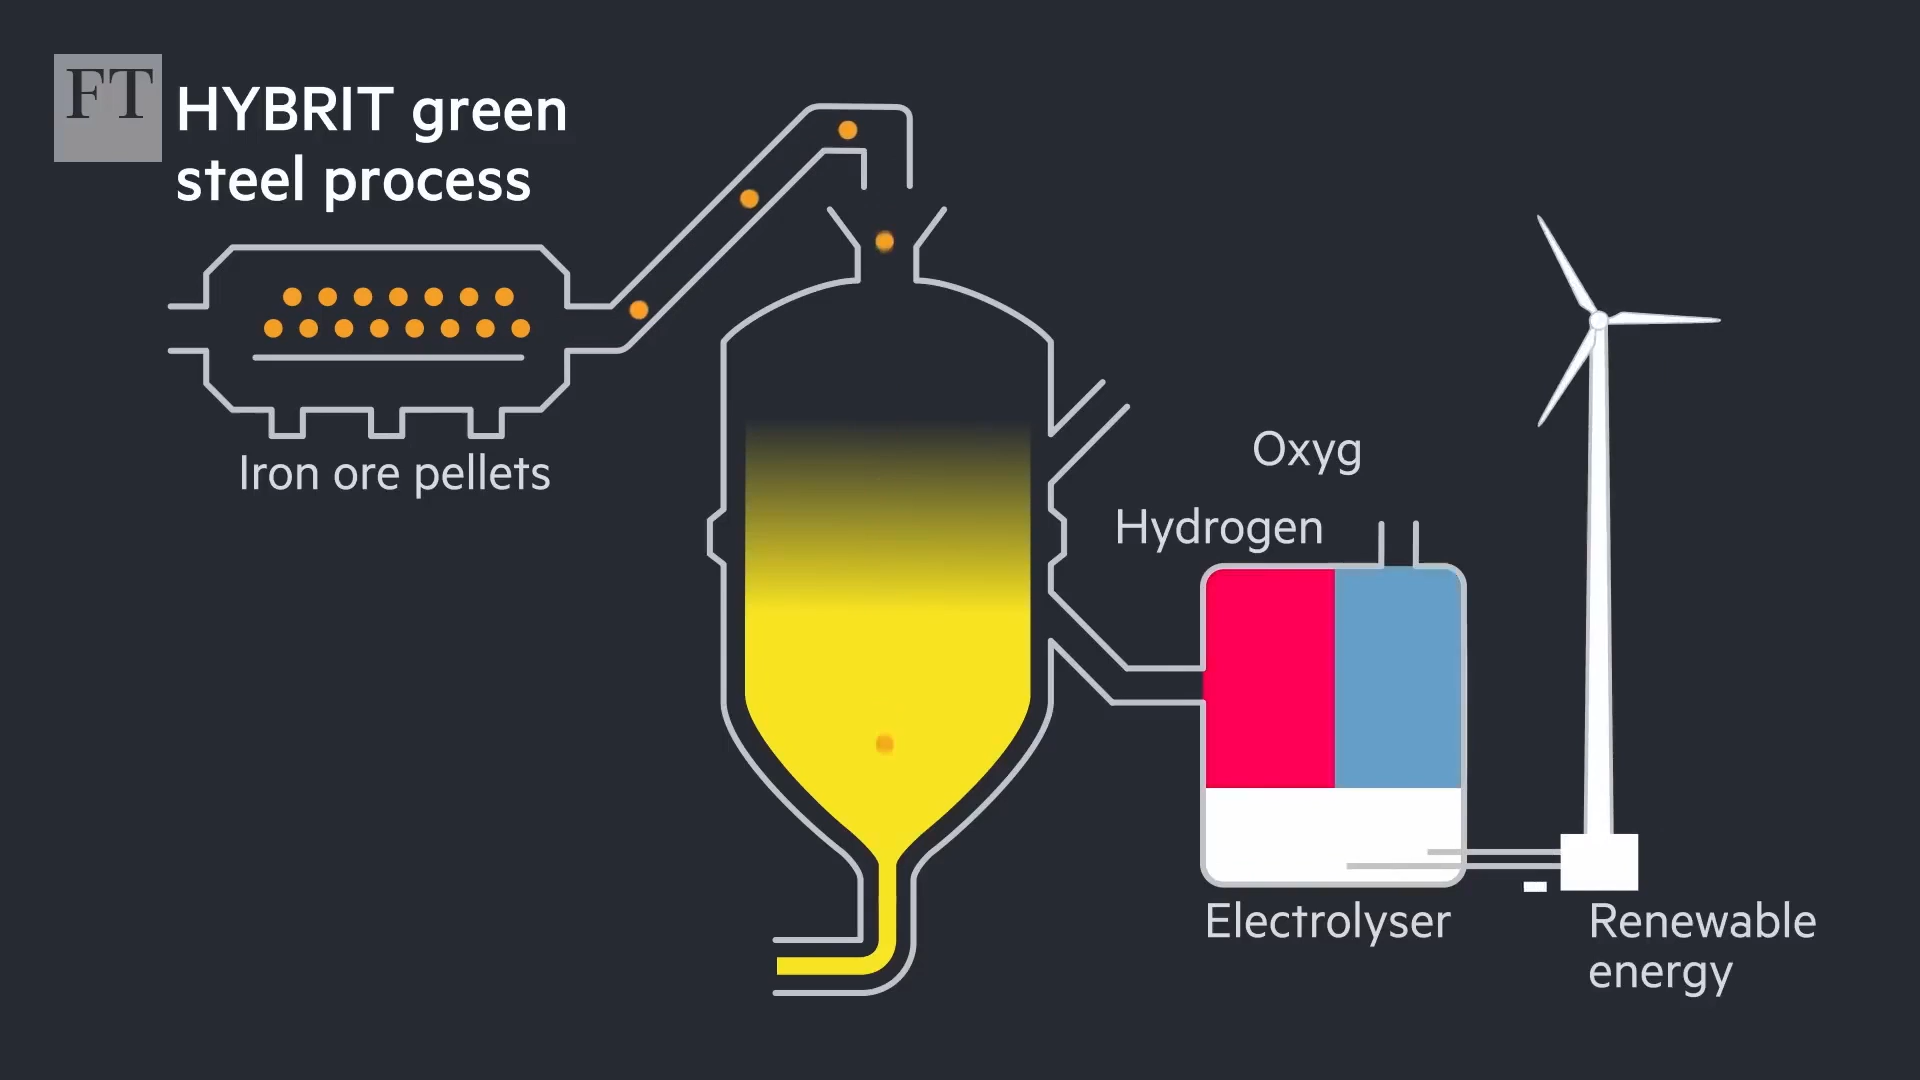 FT
HYBRIT green
steel process
Iron ore pellets
Oxyg
Hydrogen
Electrolyser
Renewable
energy